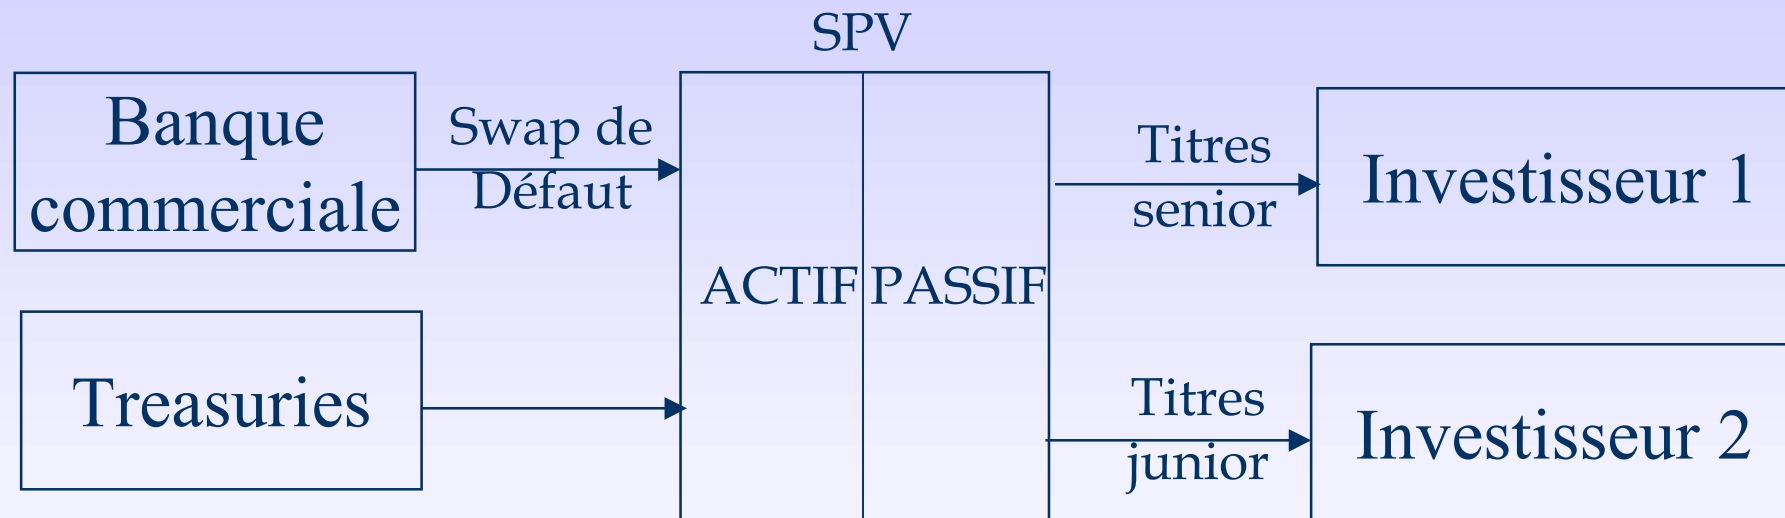 SPV
Banque
commerciale
Swap de
Défaut
Titres
senior
Investisseur 1
ACTIF
PASSIF
Treasuries
Titres
junior
Investisseur 2